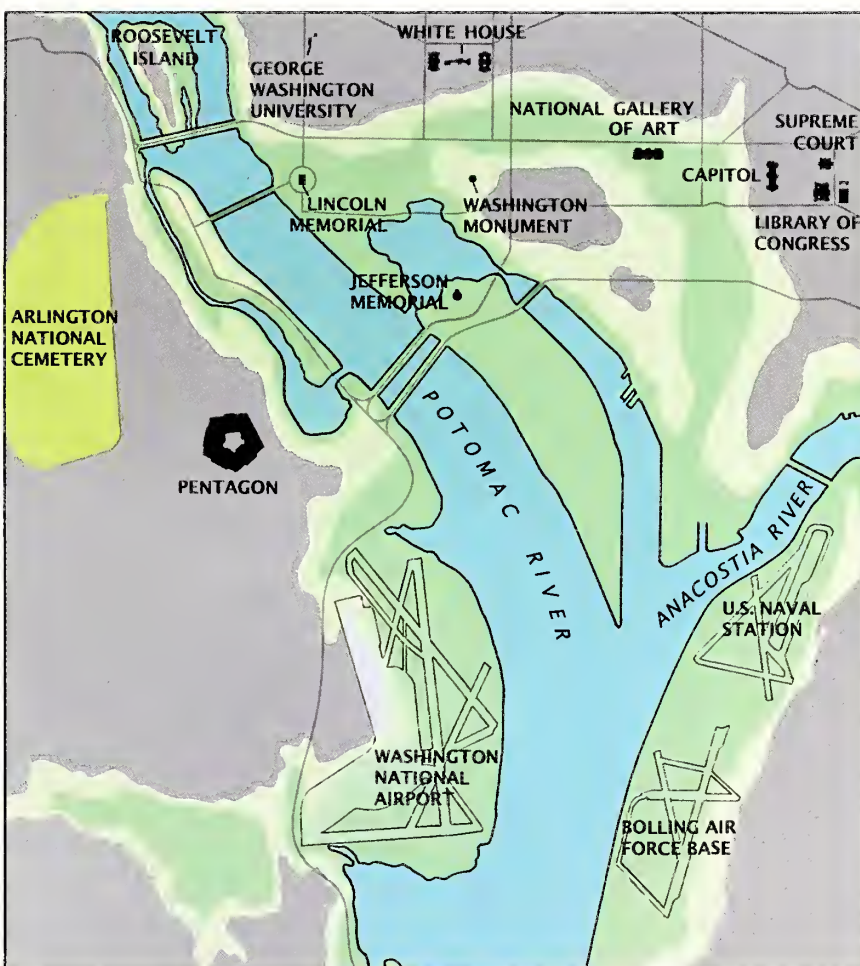 ROOSEVELT
ISLAND
WHITE HOUSE
GEORGE
WASHINGTON
UNIVERSITY
NATIONAL GALLERY
OF ART
SUPREME
COURT
CAPITOL
LINCOLN
MEMORIAL
WASHINGTON
MONUMENT
LIBRARY OF
CONGRESS
JEFFERSON
MEMORIAL
ARLINGTON
NATIONAL
CEMETERY
PENTAGON
POTOMAC RIVER
ANACOSTIA RIVER
U.S. NAVAL
STATION
WASHINGTON
NATIONAL
AIRPORT
BOLLING AIR
FORCE BASE